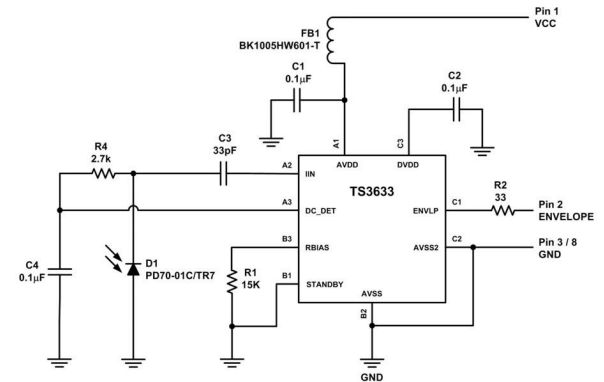 Pin 1
VCC
FB1
BK1005HW601-T
C1
0.1µF
C2
0.1µF
R4
2.7k
C3
33pF
A1
C3
A2
AVDD
DVDD
IIN
TS3633
A3
DC_DET
ENVLP
C1
R2
33
Pin 2
ENVELOPE
B3
RBIAS
AVSS2
C2
Pin 3 / 8
GND
C4
0.1µF
D1
PD70-01C/TR7
R1
15K
B1
STANDBY
AVSS
B2
GND